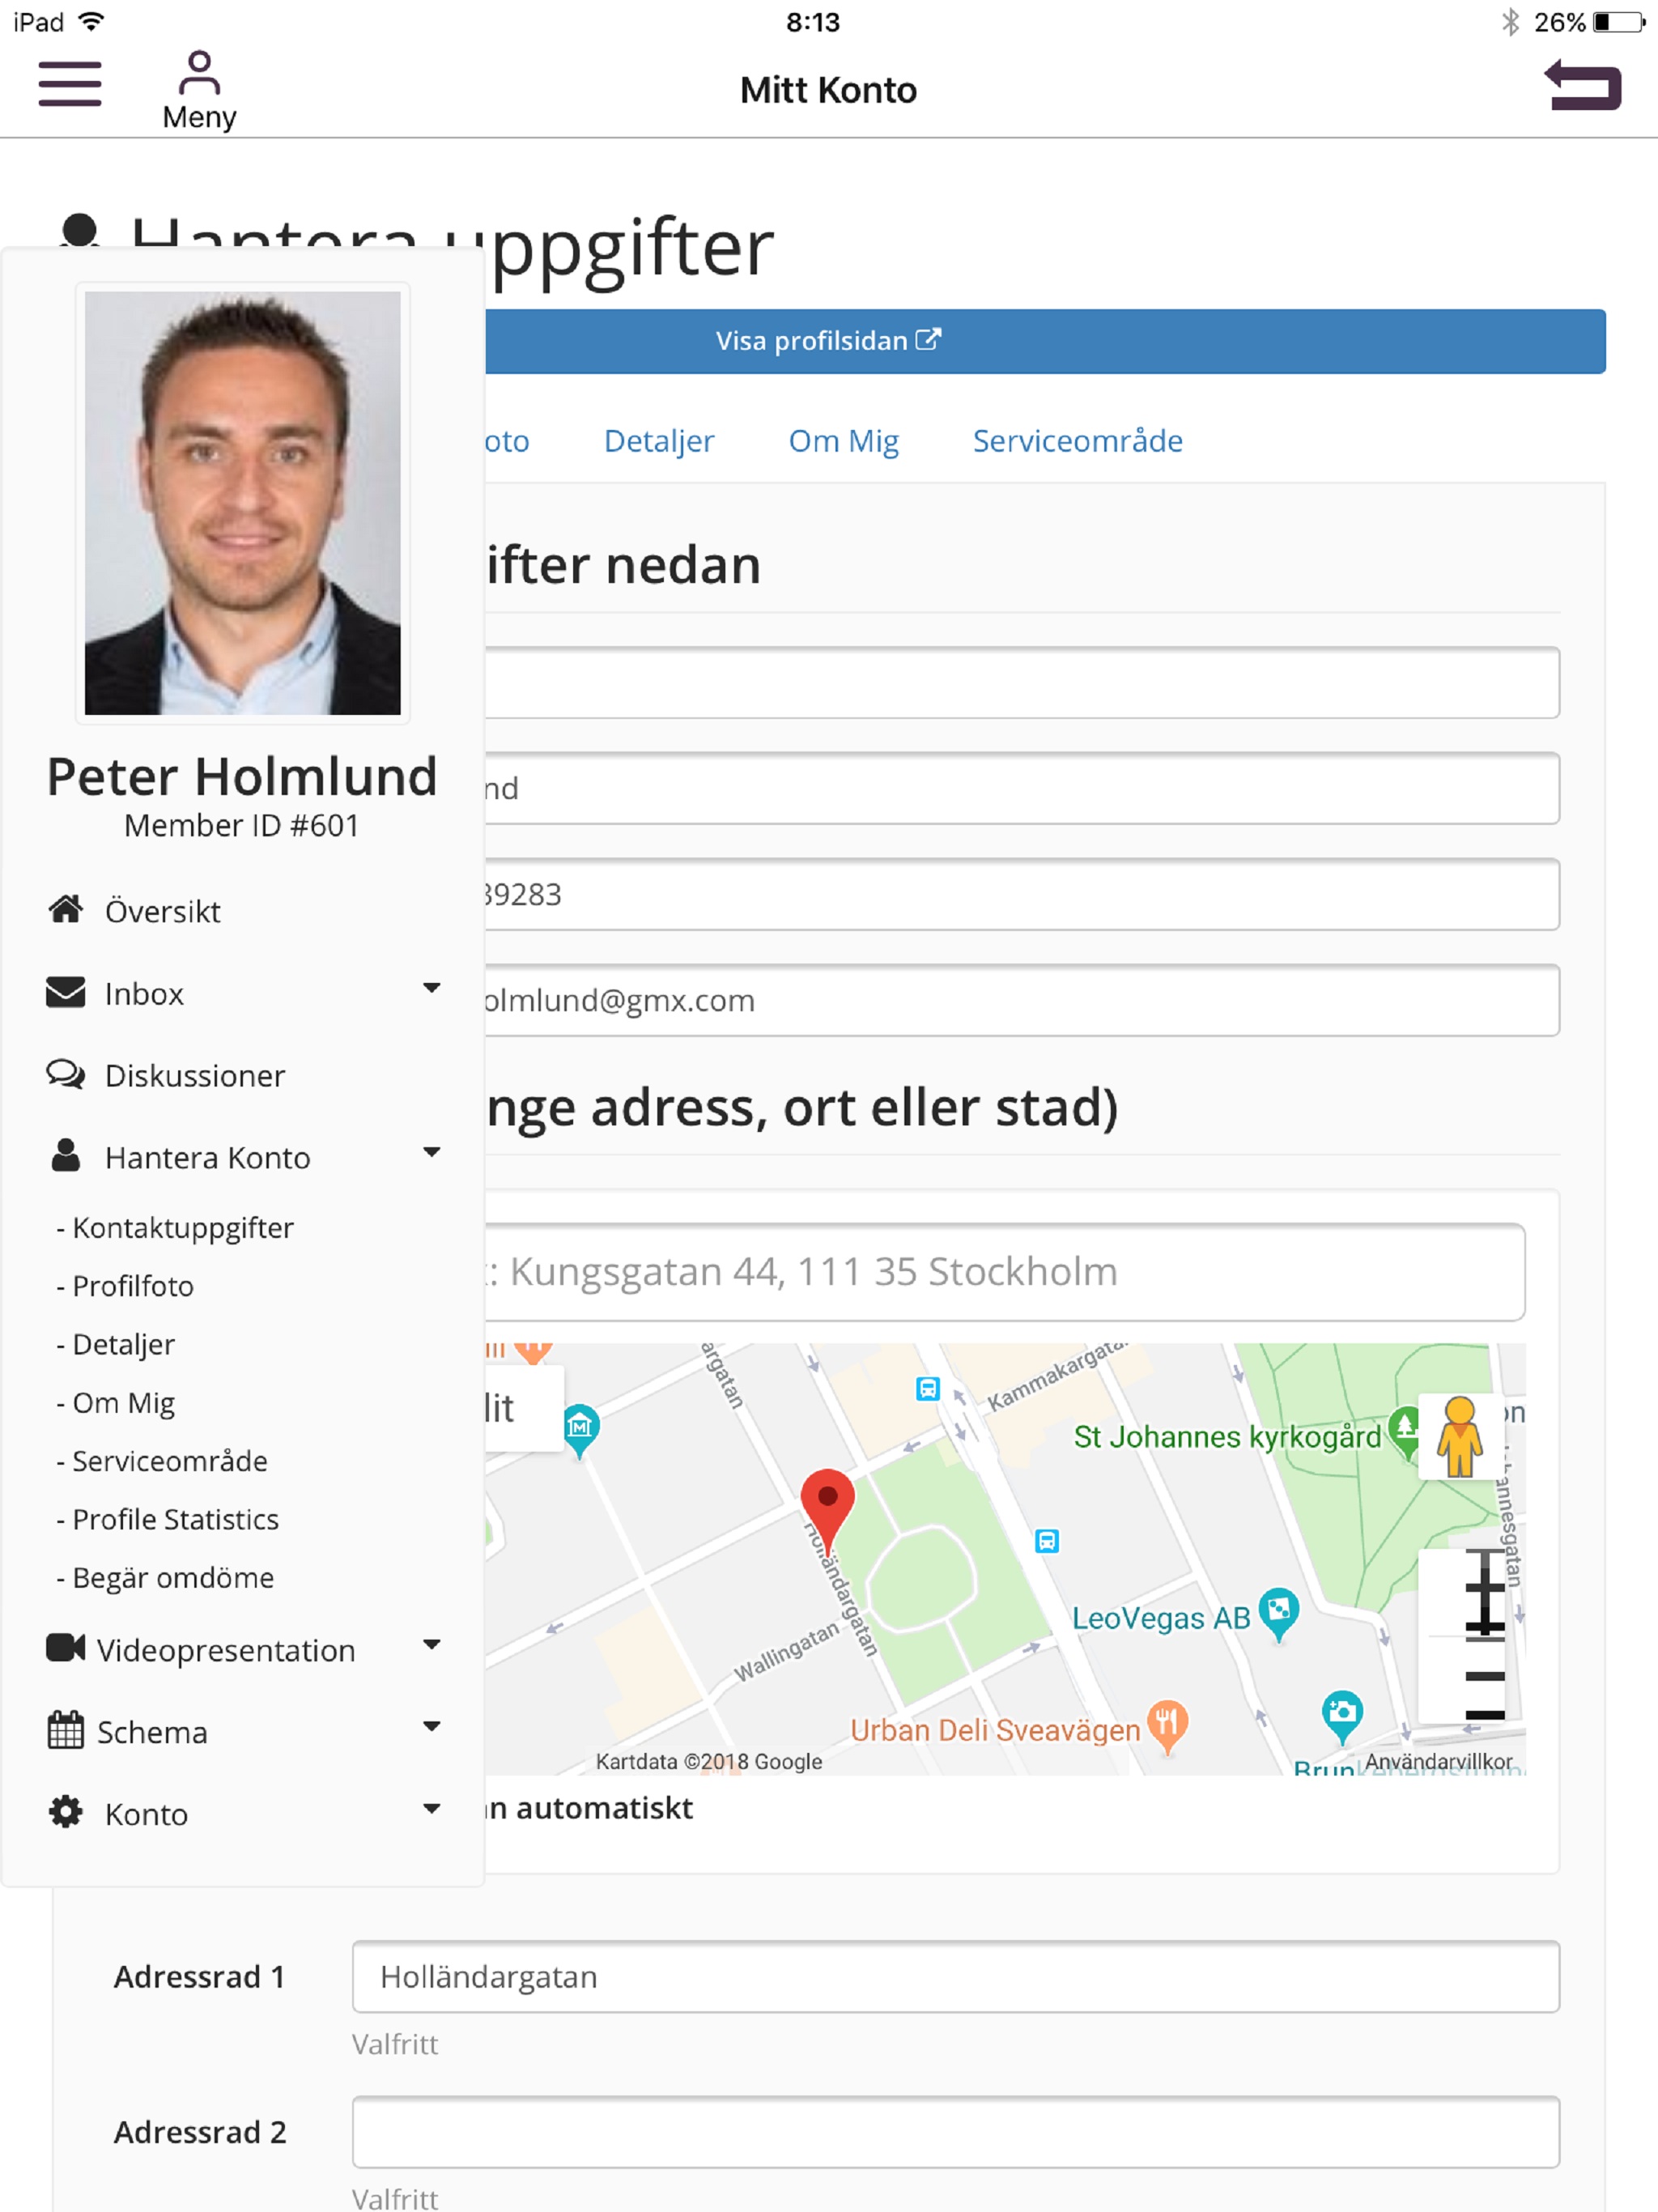 iPad 8:13 26%
Meny
Mitt Konto
Hantera uppgifter
Visa profilsidan
oto Detaljer Om Mig Serviceområde
ifter nedan
nd
39283
olmlund@gmx.com
nge adress, ort eller stad)
: Kungsgatan 44, 111 35 Stockholm
Peter Holmlund
Member ID #601
Översikt
Inbox
Diskussioner
Hantera Konto
- Kontaktuppgifter
- Profilfoto
- Detaljer
- Om Mig
- Serviceområde
- Profile Statistics
- Begär omdöme
Videopresentation
Schema
Konto
argatan
Kammakargata
lit
M
St Johannes kyrkogård
on
annesgatan
Holländargatan
LeoVegas AB
Wallingatan
Urban Deli Sveavägen
Kartdata ©2018 Google
Användarvillkor
n automatiskt
Adressrad 1
Holländargatan
Valfritt
Adressrad 2
Valfritt